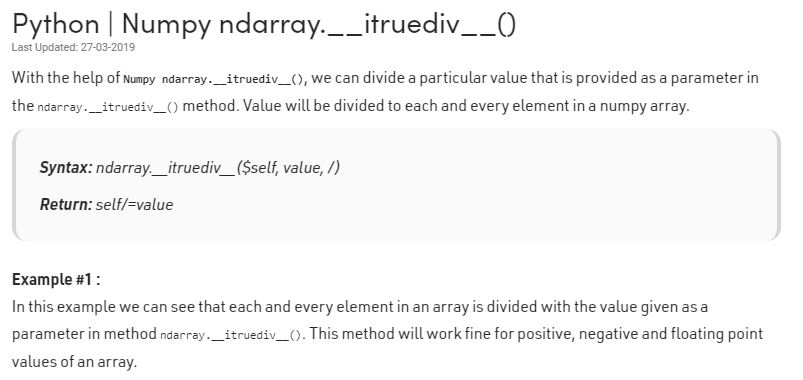 Python | Numpy ndarray.__itruediv__()
Last Updated: 27-03-2019
With the help of Numpy ndarray.__itruediv__(), we can divide a particular value that is provided as a parameter in
the ndarray.__itruediv__() method. Value will be divided to each and every element in a numpy array.
Syntax: ndarray.__itruediv__($self, value, /)
Return: self/=value
Example #1 :
In this example we can see that each and every element in an array is divided with the value given as a
parameter in method ndarray.__itruediv__(). This method will work fine for positive, negative and floating point
values of an array.